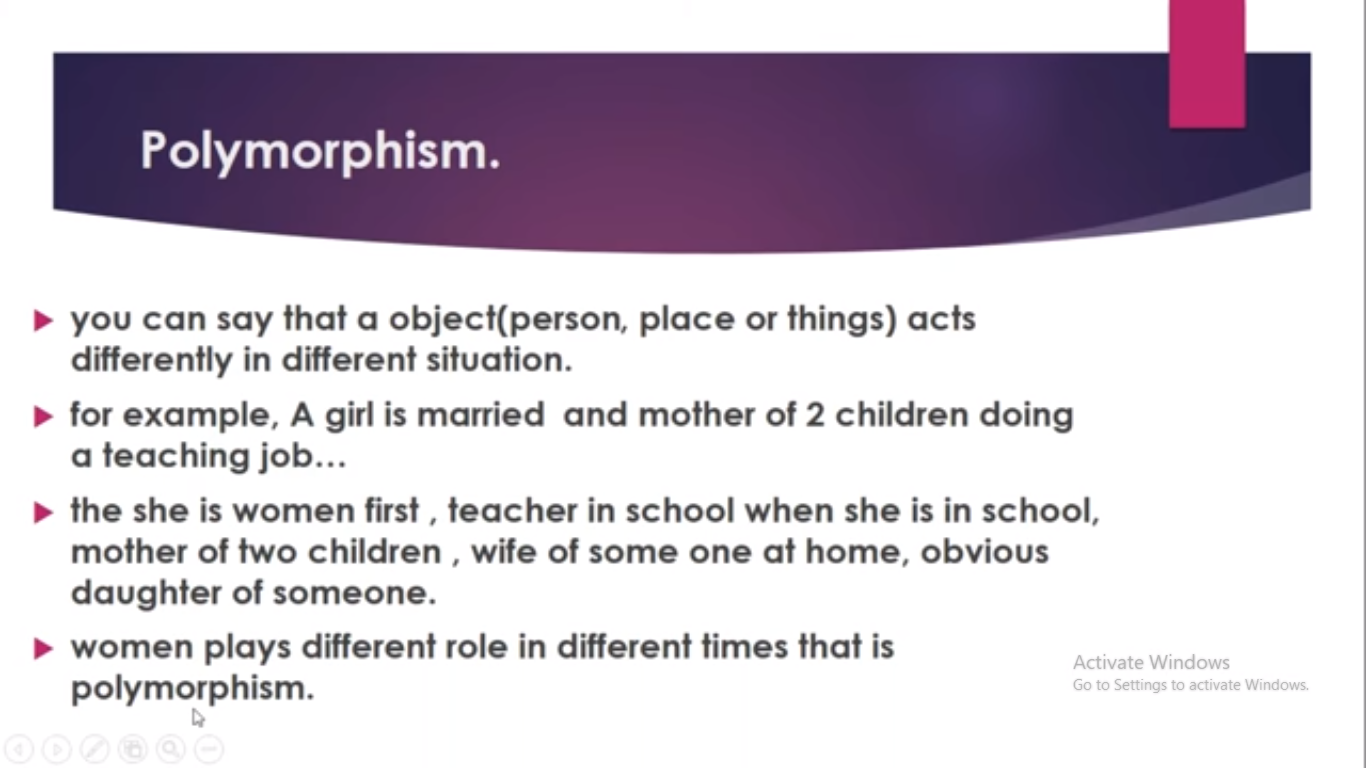 Polymorphism.
you can say that a object(person, place or things) acts
differently in different situation.
for example, A girl is married  and mother of 2 children doing
a teaching job...
the she is women first , teacher in school when she is in school,
mother of two children , wife of some one at home, obvious
daughter of someone.
women plays different role in different times that is
polymorphism.
Activate Windows
Go to Settings to activate Windows.